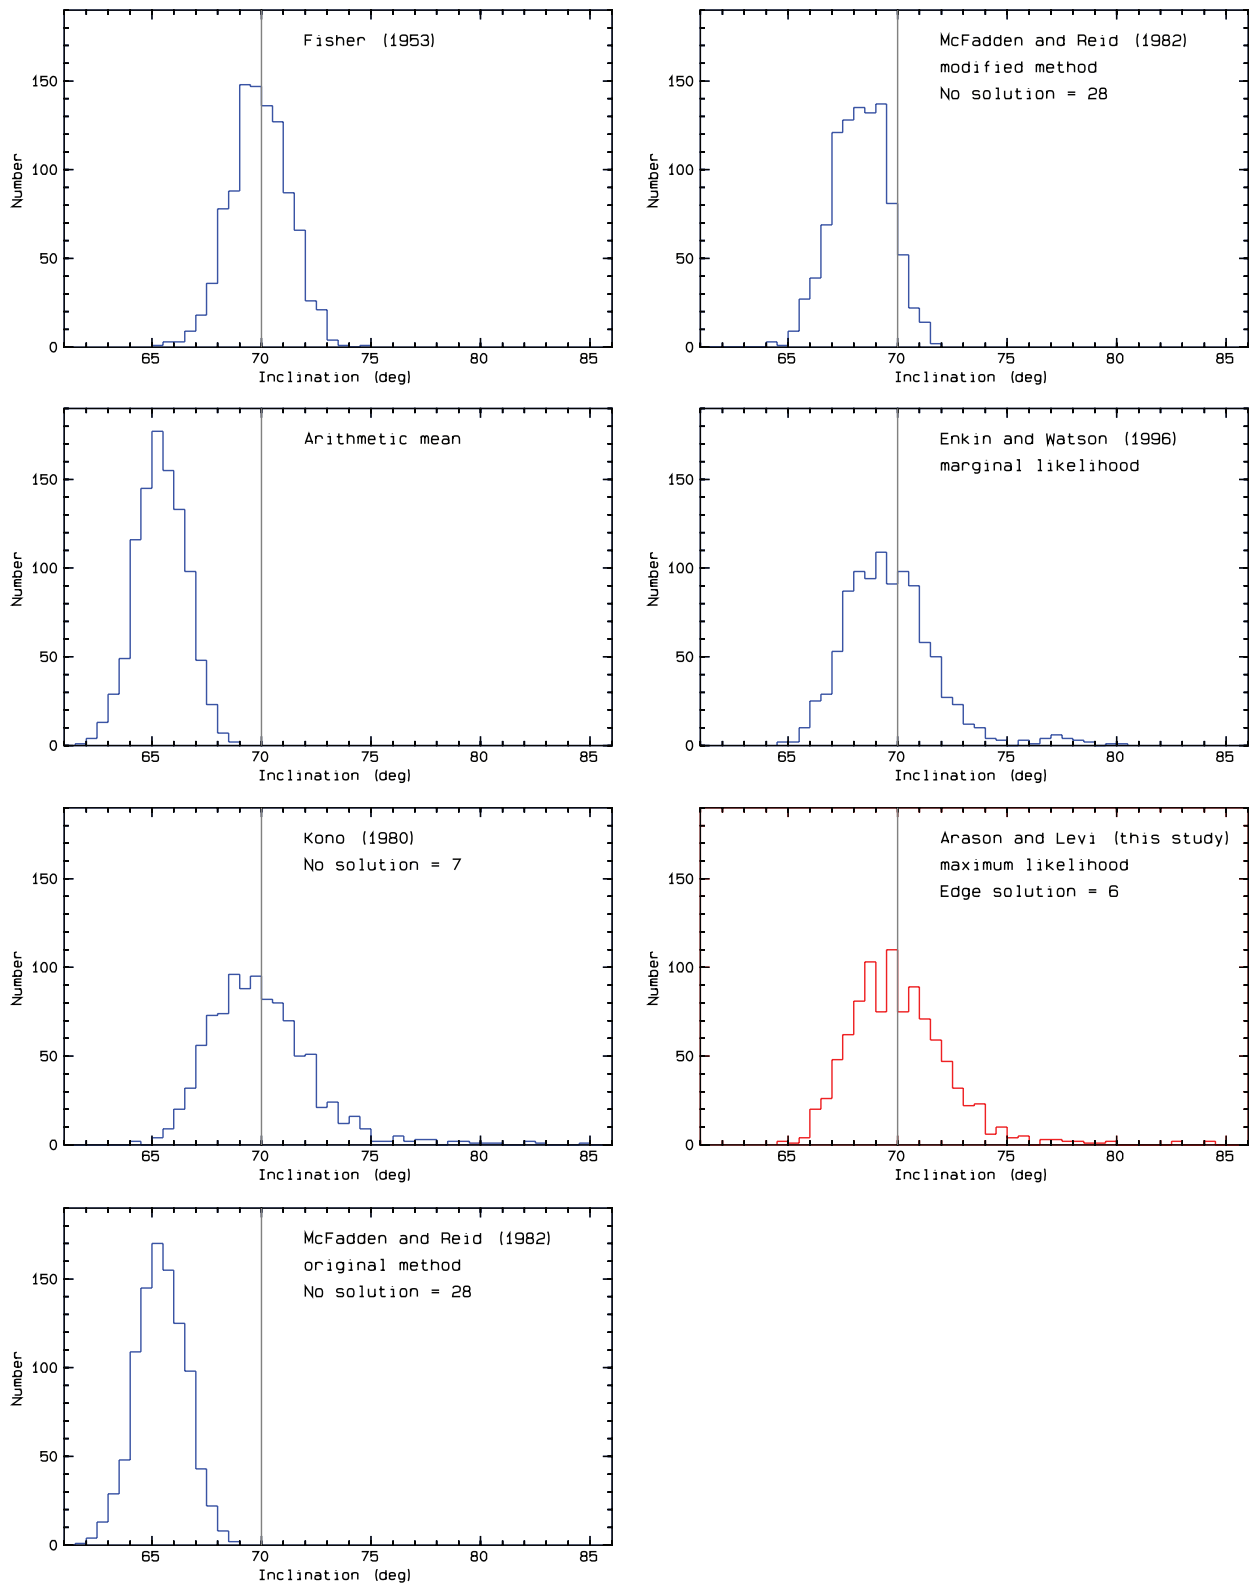 Fisher (1953)
150
100
50
0
Number
65 70 75 80 85
Inclination (deg)
McFadden and Reid (1982)
modified method
No solution = 28
150
100
50
0
Number
65 70 75 80 85
Inclination (deg)
Arithmetic mean
150
100
50
0
Number
65 70 75 80 85
Inclination (deg)
Enkin and Watson (1996)
marginal likelihood
150
100
50
0
Number
65 70 75 80 85
Inclination (deg)
Kono (1980)
No solution = 7
150
100
50
0
Number
65 70 75 80 85
Inclination (deg)
Arason and Levi (this study)
maximum likelihood
Edge solution = 6
150
100
50
0
Number
65 70 75 80 85
Inclination (deg)
McFadden and Reid (1982)
original method
No solution = 28
150
100
50
0
Number
65 70 75 80 85
Inclination (deg)